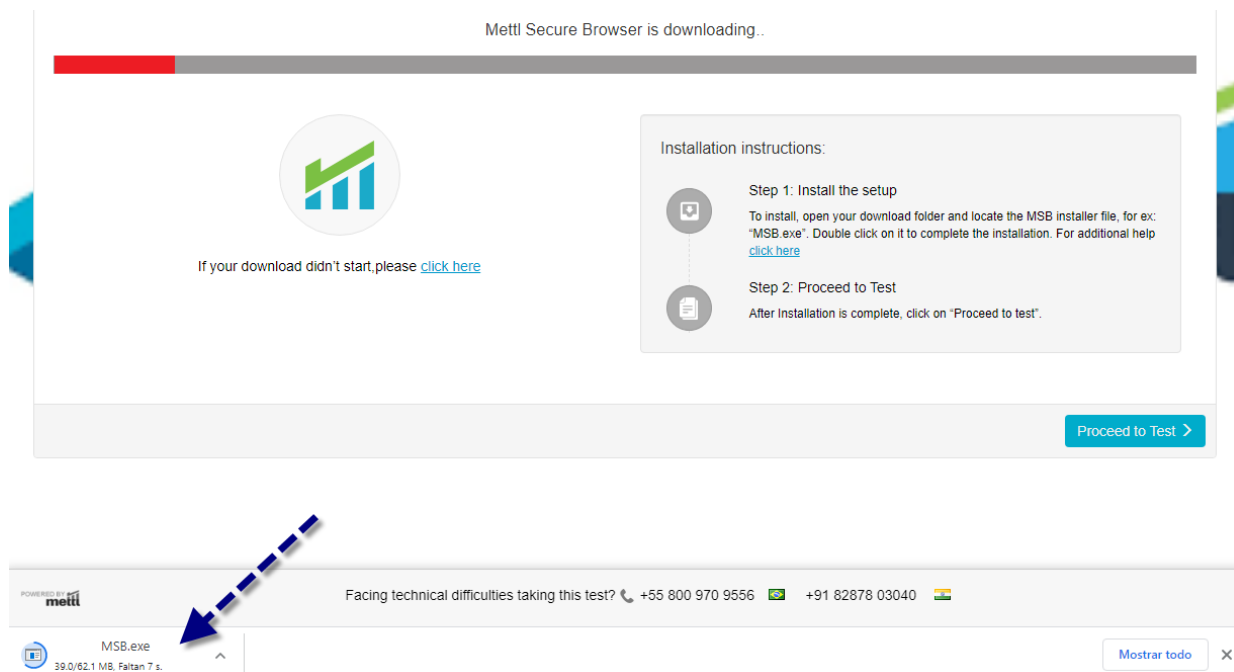 Mettl Secure Browser is downloading..
If your download didn't start,please click here
Installation instructions:
Step 1: Install the setup
To install, open your download folder and locate the MSB installer file, for ex:
“MSB.exe”. Double click on it to complete the installation. For additional help
click here
Step 2: Proceed to Test
After Installation is complete, click on “Proceed to test”.
Proceed to Test
POWERED BY
mettl
Facing technical difficulties taking this test? +55 800 970 9556 +91 82878 03040
MSB.exe
39.0/62.1 MB, Faltan 7 s.
Mostrar todo